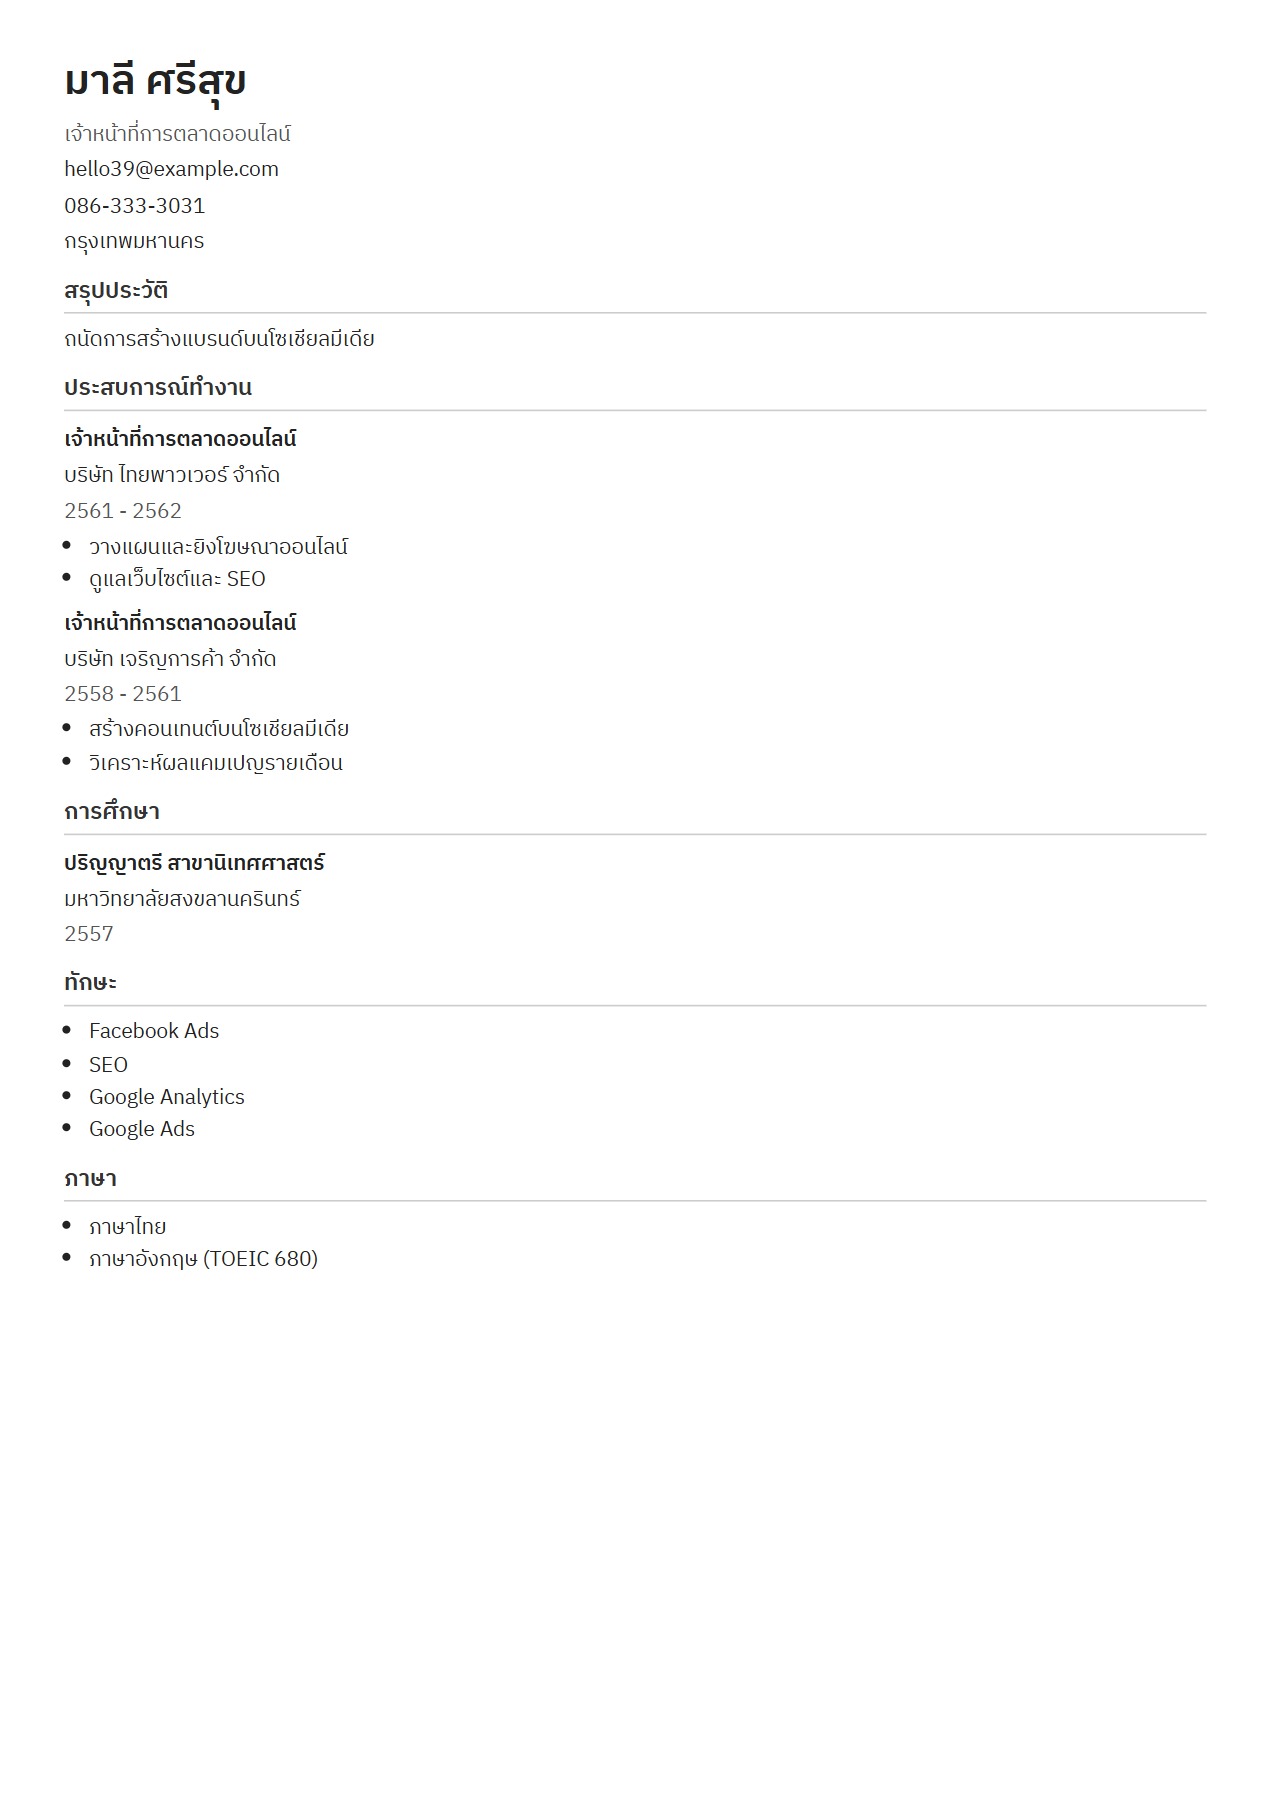 มาลี ศรีสุข
เจ้าหน้าที่การตลาดออนไลน์
hello39@example.com
086-333-3031
กรุงเทพมหานคร
สรุปประวัติ
ถนัดการสร้างแบรนด์บนโซเชียลมีเดีย
ประสบการณ์ทำงาน
เจ้าหน้าที่การตลาดออนไลน์
บริษัท ไทยพาวเวอร์ จำกัด
2561 - 2562
• วางแผนและยิงโฆษณาออนไลน์
• ดูแลเว็บไซต์และ SEO
เจ้าหน้าที่การตลาดออนไลน์
บริษัท เจริญการค้า จำกัด
2558 - 2561
• สร้างคอนเทนต์บนโซเชียลมีเดีย
• วิเคราะห์ผลแคมเปญรายเดือน
การศึกษา
ปริญญาตรี สาขานิเทศศาสตร์
มหาวิทยาลัยสงขลานครินทร์
2557
ทักษะ
• Facebook Ads
• SEO
• Google Analytics
• Google Ads
ภาษา
• ภาษาไทย
• ภาษาอังกฤษ (TOEIC 680)